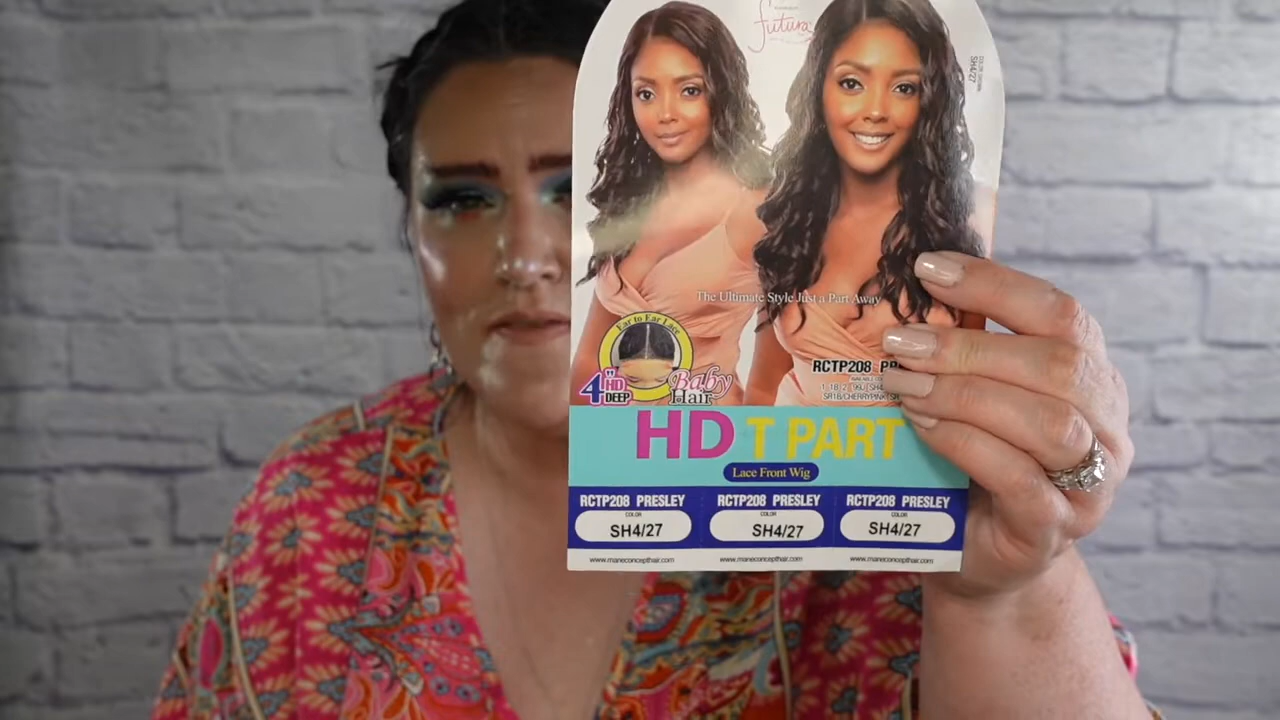 Futura
SH4/27
The Ultimate Style Just a Part Away
Ear to Ear Lace
4" HD DEEP
Baby Hair
RCTP208
HD T PART
Lace Front Wig
RCTP208 PRESLEY RCTP208 PRESLEY RCTP208 PRESLEY
COLOR COLOR COLOR
SH4/27 SH4/27 SH4/27
www.maneconcepthair.com www.maneconcepthair.com www.maneconcepthair.com